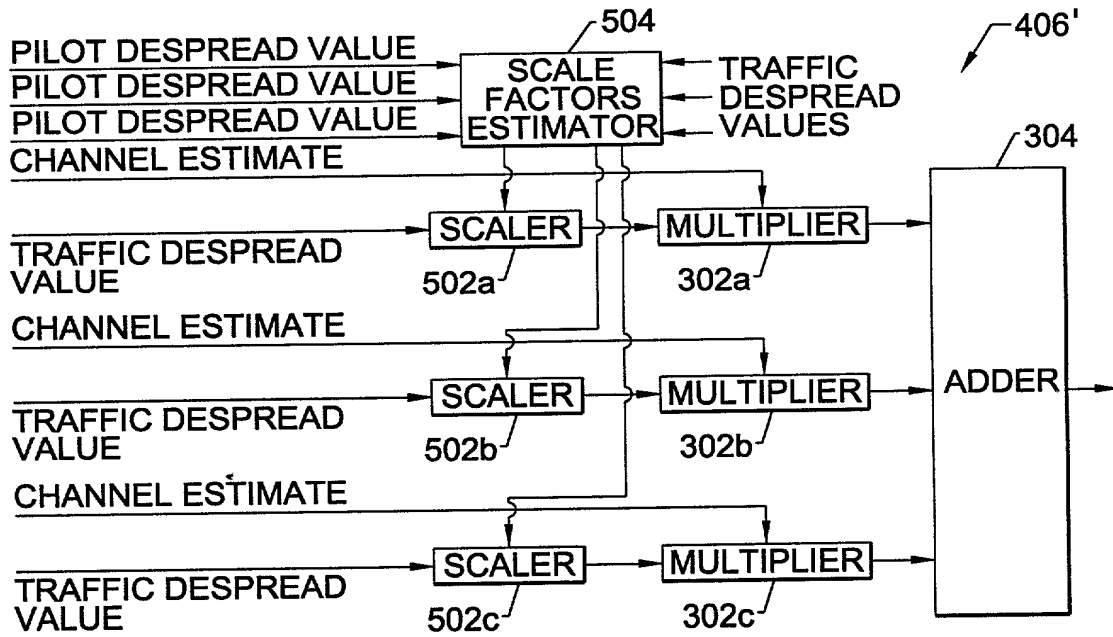 504
406'
PILOT DESPREAD VALUE
PILOT DESPREAD VALUE
PILOT DESPREAD VALUE
SCALE
FACTORS
ESTIMATOR
TRAFFIC
DESPREAD
VALUES
CHANNEL ESTIMATE
304
SCALER
MULTIPLIER
TRAFFIC DESPREAD
VALUE
502a
302a
CHANNEL ESTIMATE
SCALER
MULTIPLIER
ADDER
TRAFFIC DESPREAD
VALUE
502b
302b
CHANNEL ESTIMATE
SCALER
MULTIPLIER
TRAFFIC DESPREAD
VALUE
502c
302c